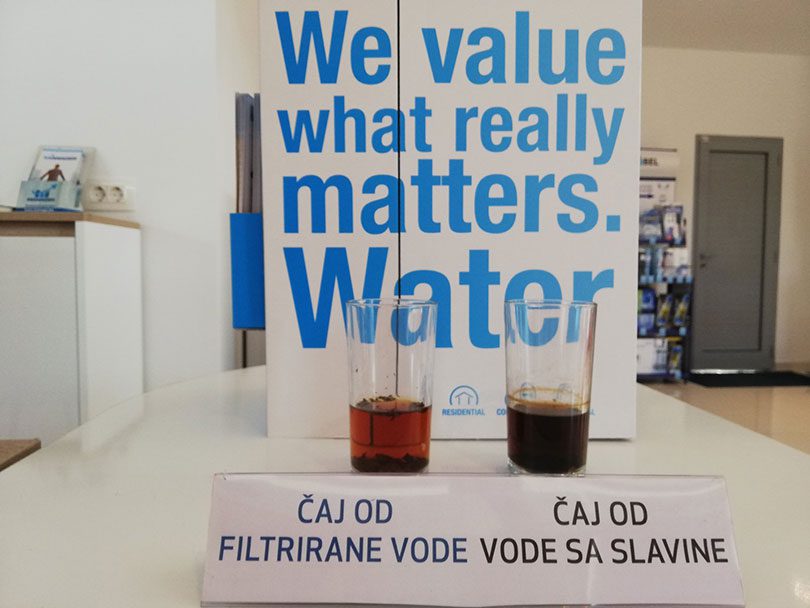 We value
what really
matters.
Water
RESIDENTIAL
ČAJ OD
FILTRIRANE VODE
ČAJ OD
VODE SA SLAVINE